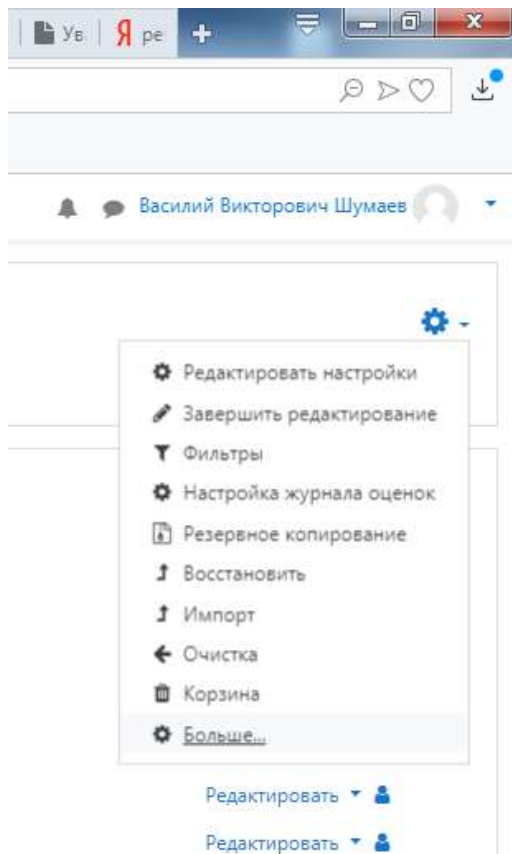 Ув Я ре
Василий Викторович Шумаев
Редактировать настройки
Завершить редактирование
Фильтры
Настройка журнала оценок
Резервное копирование
Восстановить
Импорт
Очистка
Корзина
Больше...
Редактировать
Редактировать